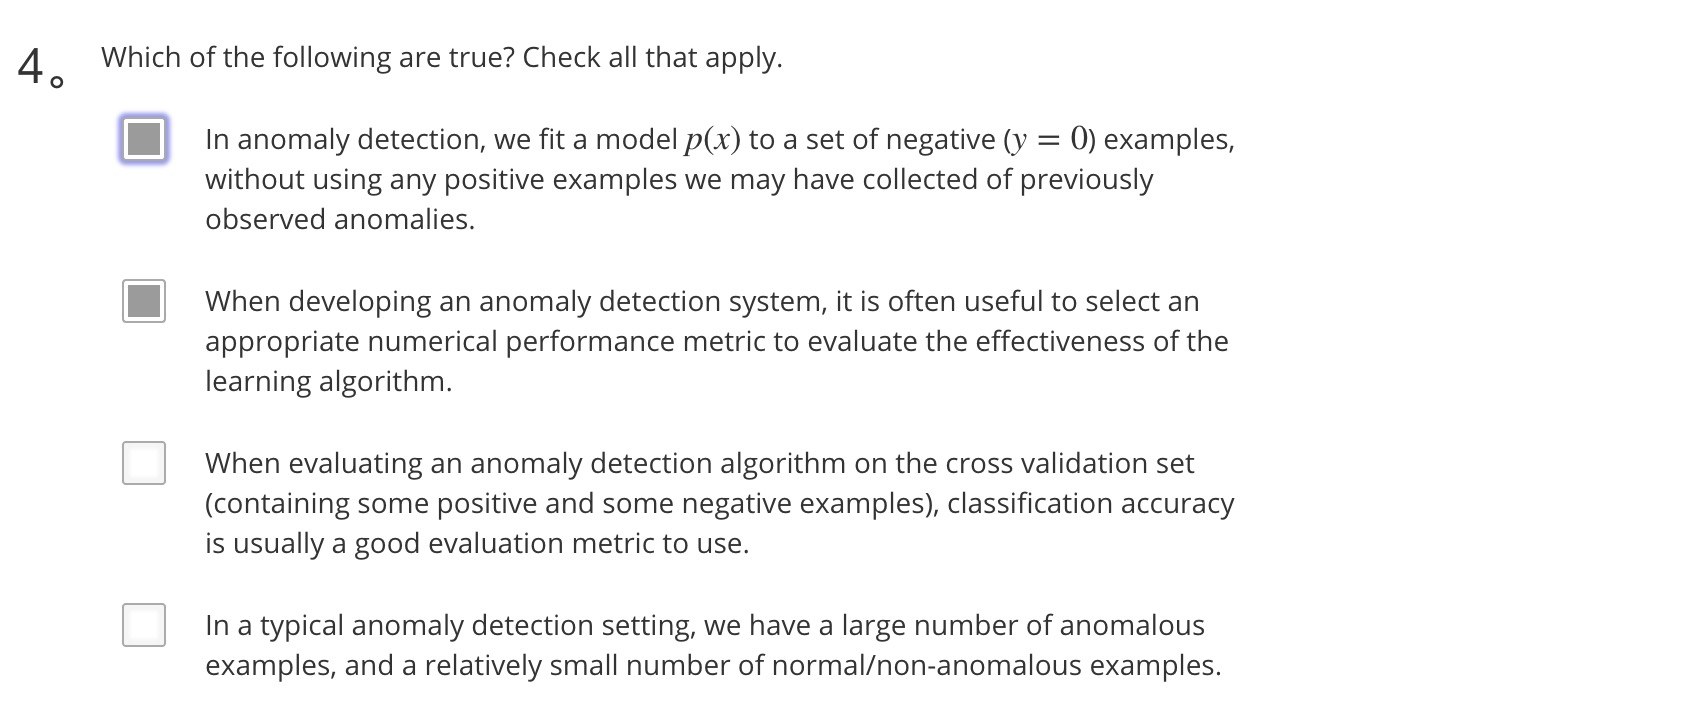 4。 Which of the following are true? Check all that apply.
In anomaly detection, we fit a model p(x) to a set of negative (y = 0) examples,
without using any positive examples we may have collected of previously
observed anomalies.
When developing an anomaly detection system, it is often useful to select an
appropriate numerical performance metric to evaluate the effectiveness of the
learning algorithm.
When evaluating an anomaly detection algorithm on the cross validation set
(containing some positive and some negative examples), classification accuracy
is usually a good evaluation metric to use.
In a typical anomaly detection setting, we have a large number of anomalous
examples, and a relatively small number of normal/non-anomalous examples.